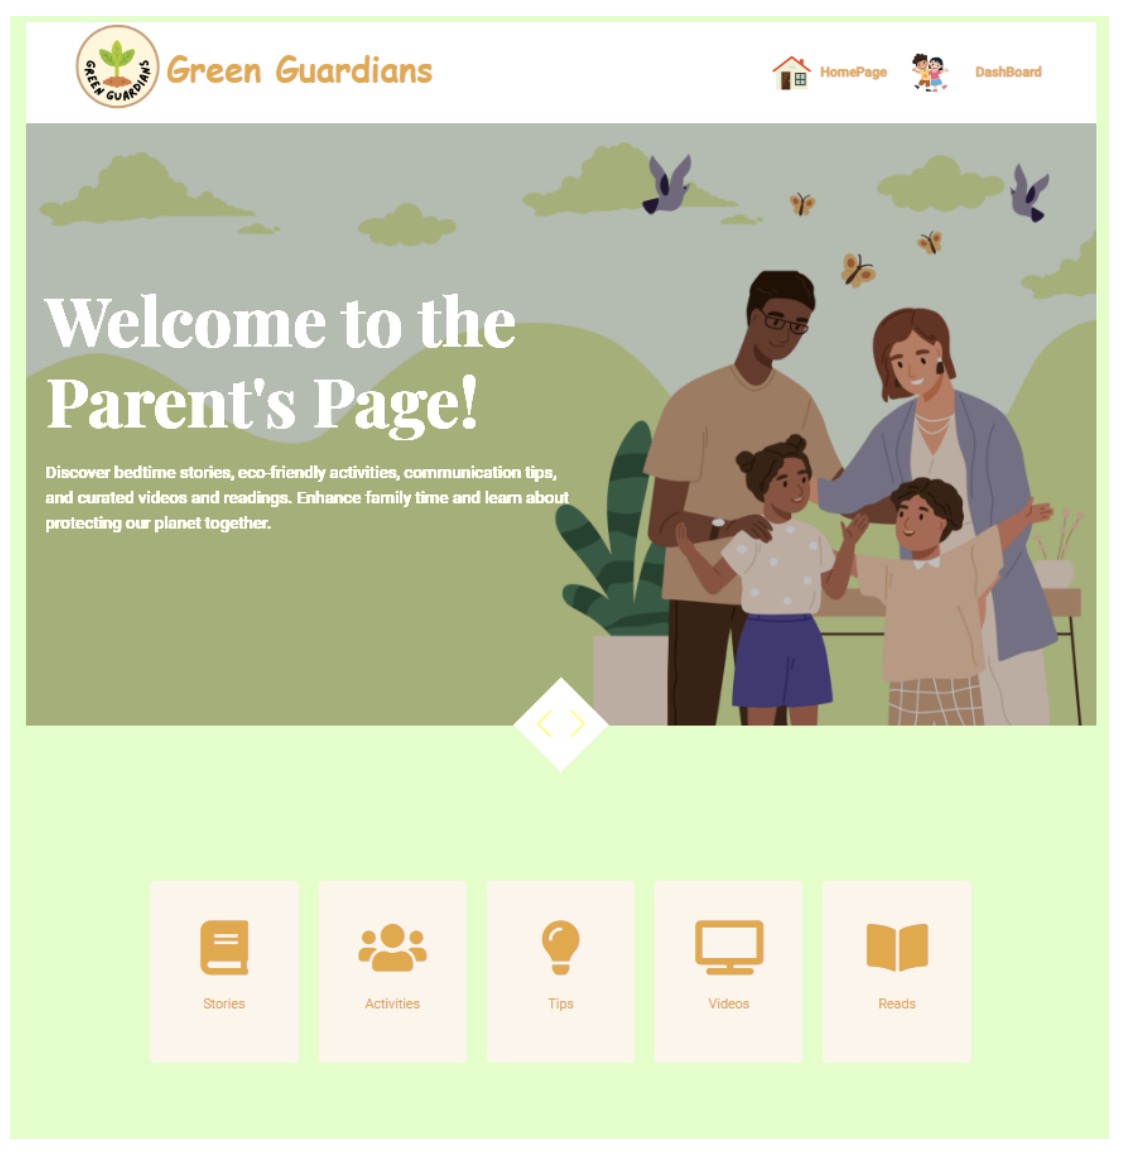 GREEN GUARDIANS
Green Guardians
HomePage
DashBoard
Welcome to the
Parent's Page!
Discover bedtime stories, eco-friendly activities, communication tips,
and curated videos and readings. Enhance family time and learn about
protecting our planet together.
Stories
Activities
Tips
Videos
Reads